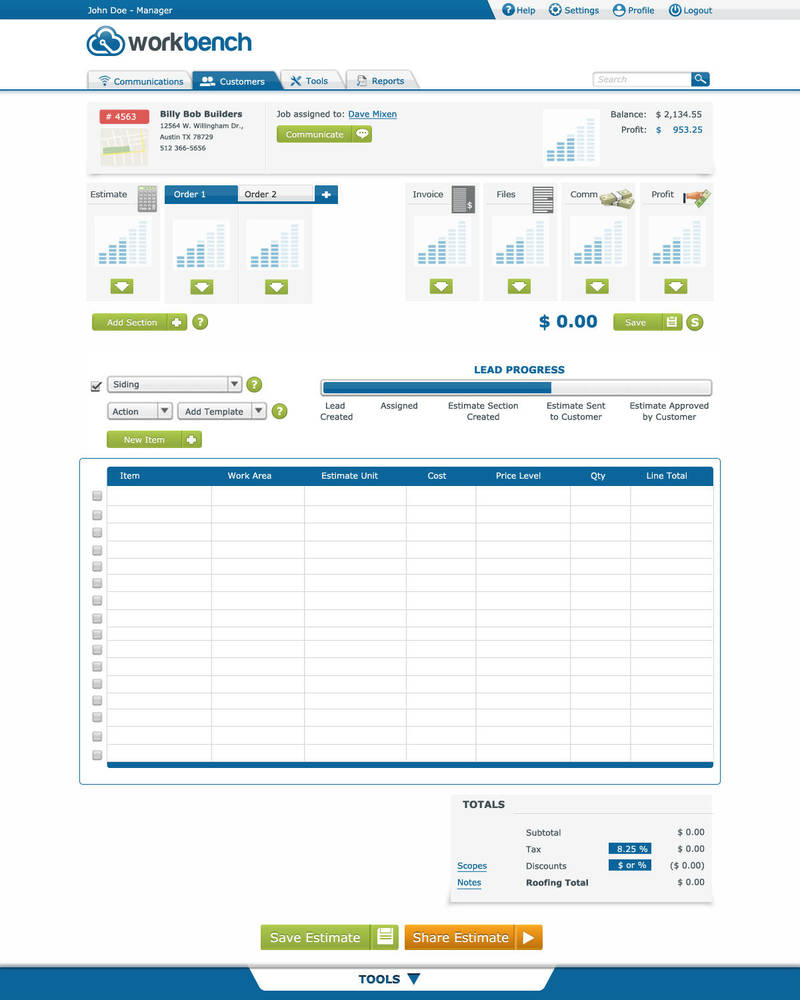 John Doe - Manager
Help
Settings
Profile
Logout
workbench
Communications
Customers
Tools
Reports
Search
# 4563
Billy Bob Builders
12564 W. Willingham Dr.,
Austin TX 78729
512 366-5656
Job assigned to: Dave Mixen
Communicate
Balance: $ 2,134.55
Profit: $ 953.25
Estimate
Order 1
Order 2
Invoice
$
Files
Comm
Profit
Add Section
?
$ 0.00
Save
S
LEAD PROGRESS
Siding
?
Lead Created
Assigned
Estimate Section Created
Estimate Sent to Customer
Estimate Approved by Customer
Action
Add Template
?
New Item
Item Work Area Estimate Unit Cost Price Level Qty Line Total
TOTALS
Subtotal $ 0.00
Tax 8.25 % $ 0.00
Scopes Discounts $ or % ($ 0.00)
Notes Roofing Total $ 0.00
Save Estimate
Share Estimate
TOOLS